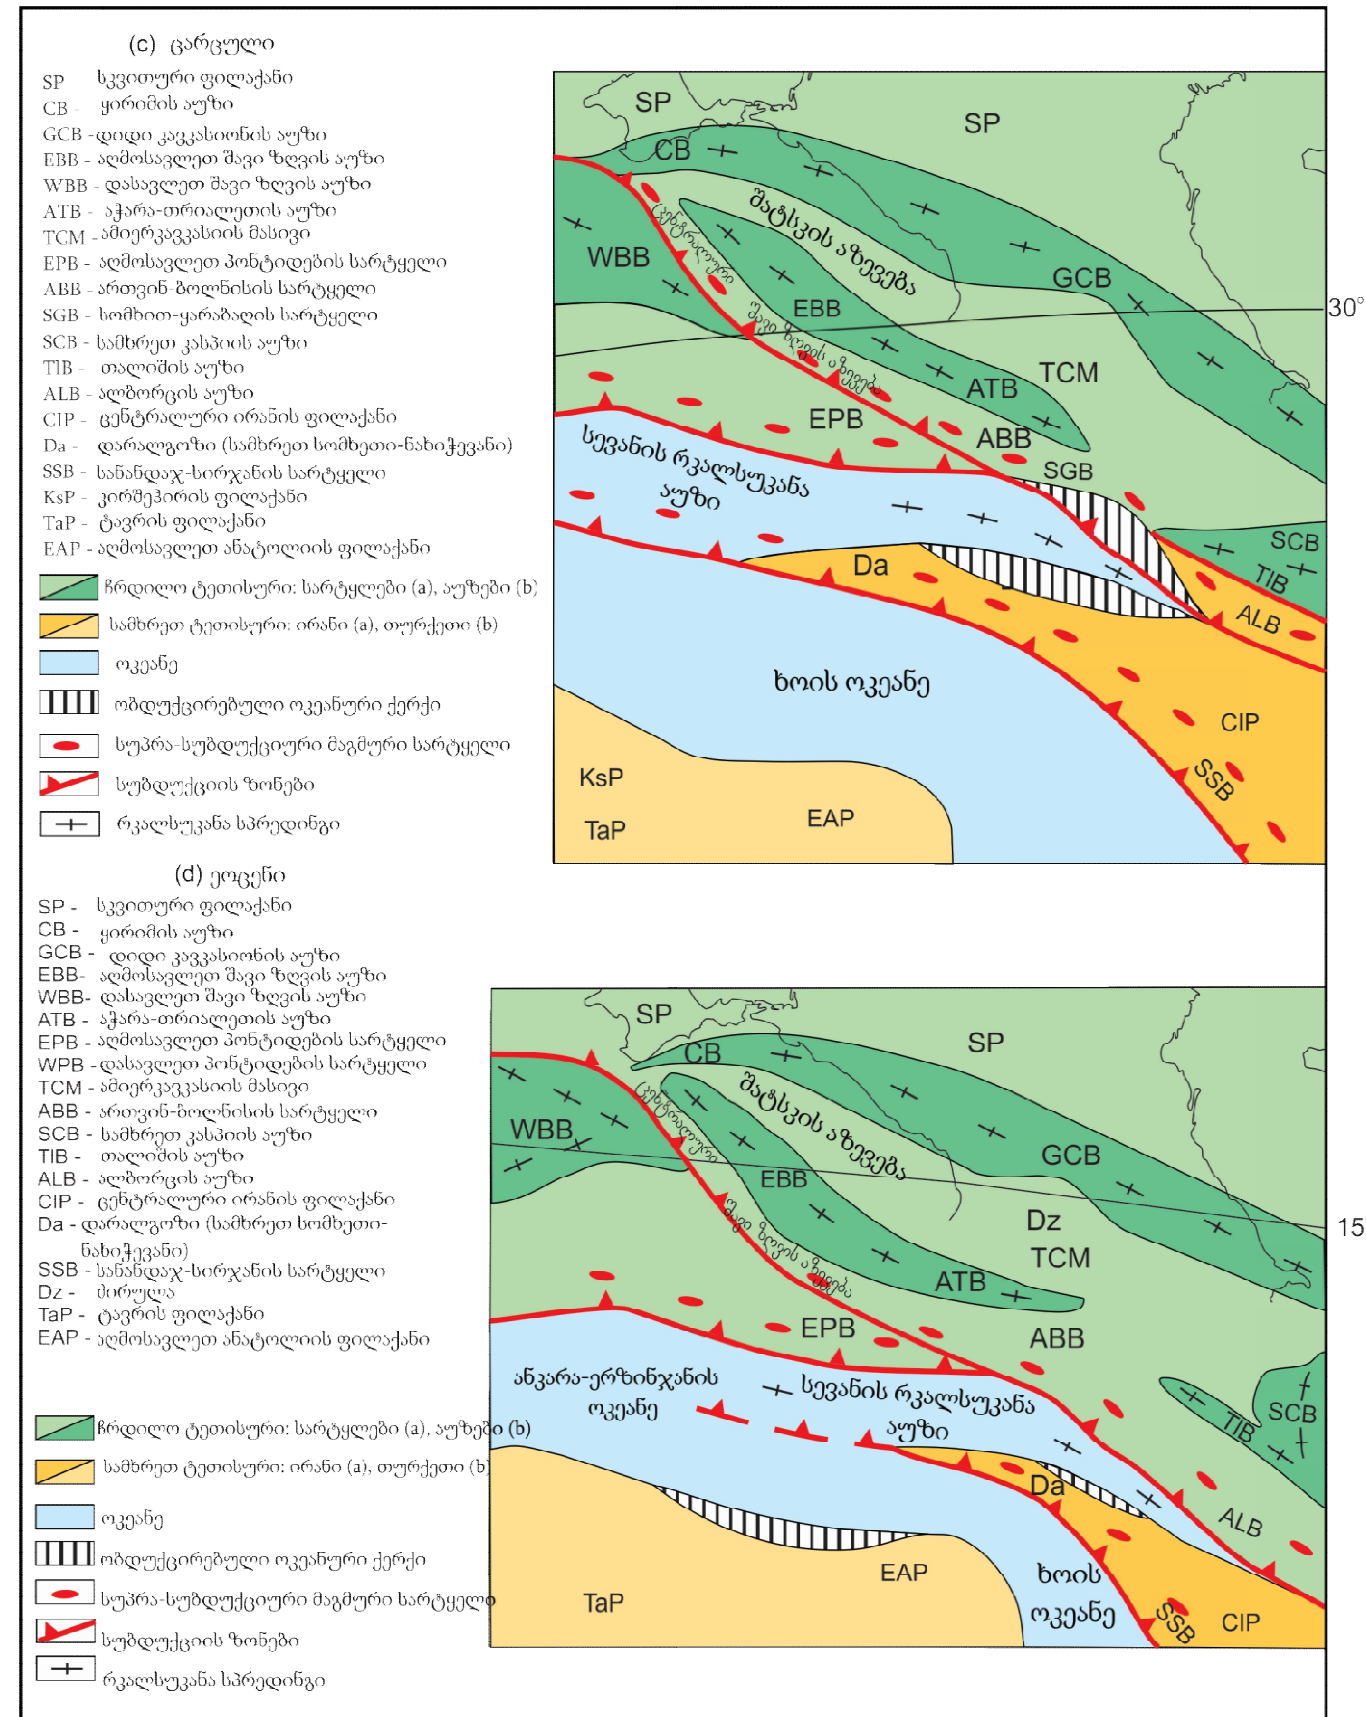 (c) ცარცული
SP სკვითური ფილაქანი
CB - ყირიმის აუზი
GCB -დიდი კავკასიონის აუზი
EBB - აღმოსავლეთ შავი ზღვის აუზი
WBB - დასავლეთ შავი ზღვის აუზი
ATB - აჭარა-თრიალეთის აუზი
TCM -ამიერკავკასიის მასივი
EPB - აღმოსავლეთ პონტიდების სარტყელი
ABB - ართვინ-ბოლნისის სარტყელი
SGB - სომხით-ყარაბაღის სარტყელი
SCB - სამხრეთ კასპიის აუზი
TIB - თალიშის აუზი
ALB - ალბორცის აუზი
CIP - ცენტრალური ირანის ფილაქანი
Da - დარალგოზი (სამხრეთ სომხეთი-ნახიჭევანი)
SSB - სანანდაჯ-სირჯანის სარტყელი
KsP - კირშეჰირის ფილაქანი
TaP - ტავრის ფილაქანი
EAP - აღმოსავლეთ ანატოლიის ფილაქანი
ჩრდილო ტეთისური: სარტყლები (a), აუზები (b)
სამხრეთ ტეთისური: ირანი (a), თურქეთი (b)
ოკეანე
ობდუქცირებული ოკეანური ქერქი
სუპრა-სუბდუქციური მაგმური სარტყელი
სუბდუქციის ზონები
რკალსუკანა სპრედინგი
SP
SP
CB
შატსკის აზევება
ცენტრალური
WBB
GCB
EBB
30°
შავი ზღვის აზევება
TCM
ATB
EPB
ABB
სევანის რკალსუკანა
აუზი
SGB
SCB
Da
TIB
ALB
ხოის ოკეანე
CIP
KsP
SSB
TaP
EAP
(d) ეოცენი
SP - სკვითური ფილაქანი
CB - ყირიმის აუზი
GCB - დიდი კავკასიონის აუზი
EBB- აღმოსავლეთ შავი ზღვის აუზი
WBB- დასავლეთ შავი ზღვის აუზი
ATB - აჭარა-თრიალეთის აუზი
EPB - აღმოსავლეთ პონტიდების სარტყელი
WPB -დასავლეთ პონტიდების სარტყელი
TCM - ამიერკავკასიის მასივი
ABB - ართვინ-ბოლნისის სარტყელი
SCB - სამხრეთ კასპიის აუზი
TIB - თალიშის აუზი
ALB - ალბორცის აუზი
CIP - ცენტრალური ირანის ფილაქანი
Da - დარალგოზი (სამხრეთ სომხეთი-
ნახიჭევანი)
SSB - სანანდაჯ-სირჯანის სარტყელი
Dz - ძირულა
TaP - ტავრის ფილაქანი
EAP - აღმოსავლეთ ანატოლიის ფილაქანი
ჩრდილო ტეთისური: სარტყლები (a), აუზები (b)
სამხრეთ ტეთისური: ირანი (a), თურქეთი (b)
ოკეანე
ობდუქცირებული ოკეანური ქერქი
სუპრა-სუბდუქციური მაგმური სარტყელი
სუბდუქციის ზონები
რკალსუკანა სპრედინგი
SP
SP
CB
შატსკის აზევება
ცენტრალური
WBB
GCB
EBB
15
შავი ზღვის აზევება
Dz
TCM
ATB
EPB
ABB
ანკარა-ერზინჯანის
ოკეანე
სევანის რკალსუკანა
აუზი
SCB
TIB
Da
ALB
EAP
ხოის
ოკეანე
TaP
SSB
CIP